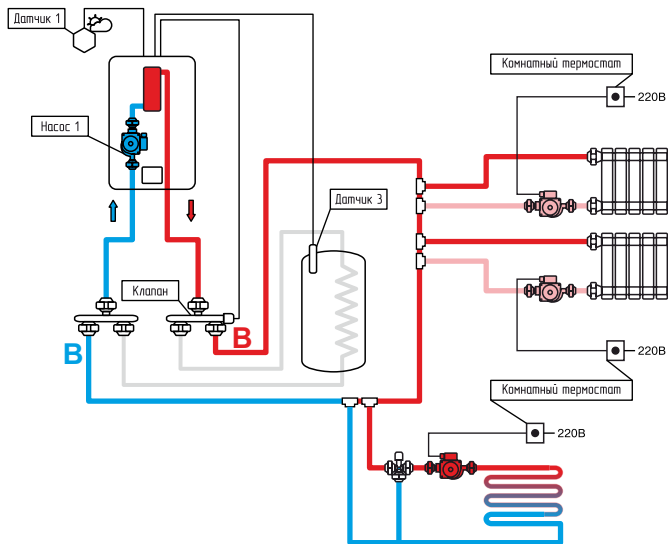 Датчик 1
Комнатный термостат
220В
Насос 1
Датчик 3
Клапан
В
В
220В
Комнатный термостат
220В